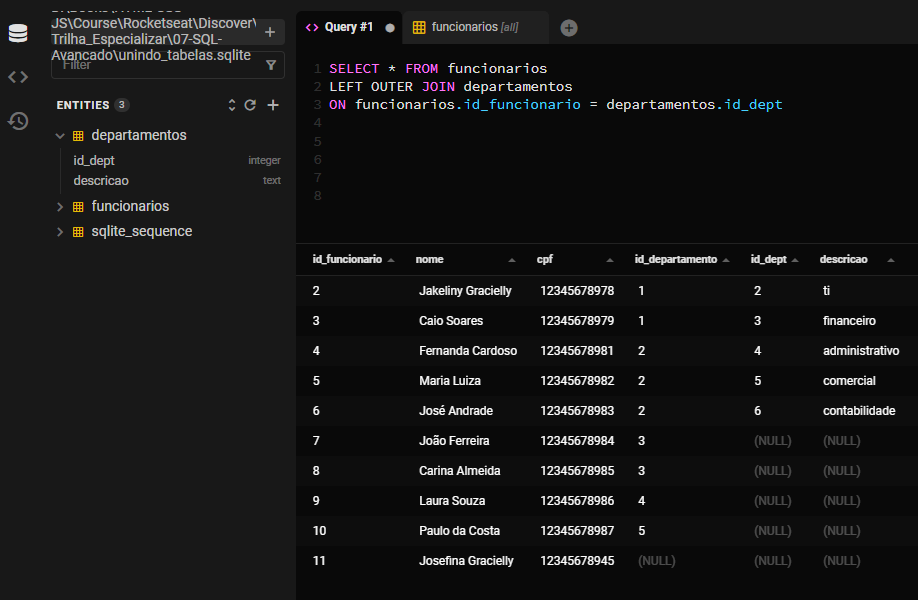 JS\Course\Rocketseat\Discover\
Trilha_Especializar\07-SQL-
Avançado\unindo_tabelas.sqlite
Filter
ENTITIES 3
departamentos
id_dept integer
descricao text
funcionarios
sqlite_sequence
Query #1
funcionarios [all]
1 SELECT * FROM funcionarios
2 LEFT OUTER JOIN departamentos
3 ON funcionarios.id_funcionario = departamentos.id_dept
4
5
6
7
8
id_funcionario nome cpf id_departamento id_dept descricao
2 Jakeliny Gracielly 12345678978 1 2 ti
3 Caio Soares 12345678979 1 3 financeiro
4 Fernanda Cardoso 12345678981 2 4 administrativo
5 Maria Luiza 12345678982 2 5 comercial
6 José Andrade 12345678983 2 6 contabilidade
7 João Ferreira 12345678984 3 (NULL) (NULL)
8 Carina Almeida 12345678985 3 (NULL) (NULL)
9 Laura Souza 12345678986 4 (NULL) (NULL)
10 Paulo da Costa 12345678987 5 (NULL) (NULL)
11 Josefina Gracielly 12345678945 (NULL) (NULL) (NULL)